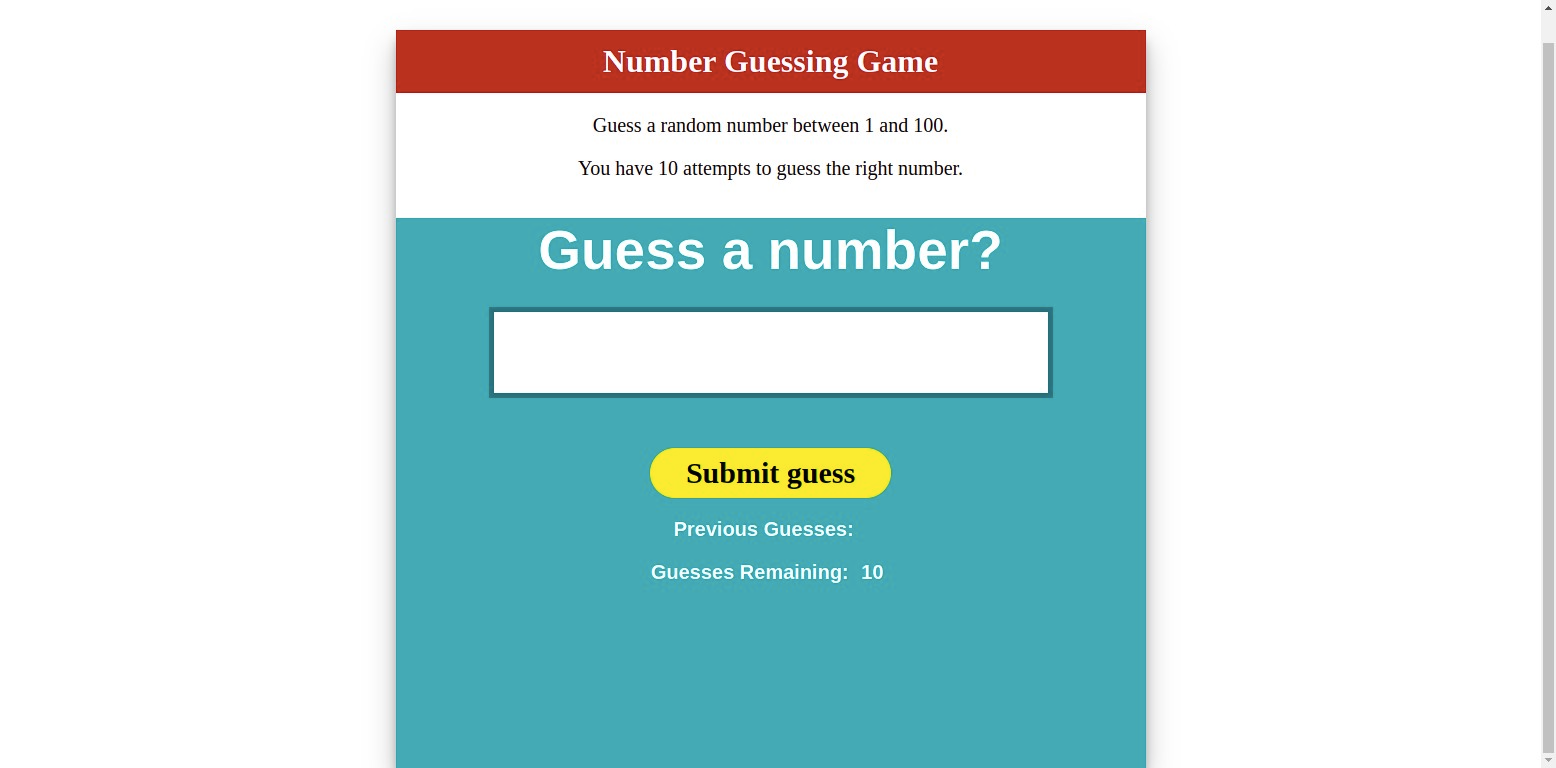 Number Guessing Game
Guess a random number between 1 and 100.
You have 10 attempts to guess the right number.
Guess a number?
Submit guess
Previous Guesses:
Guesses Remaining: 10